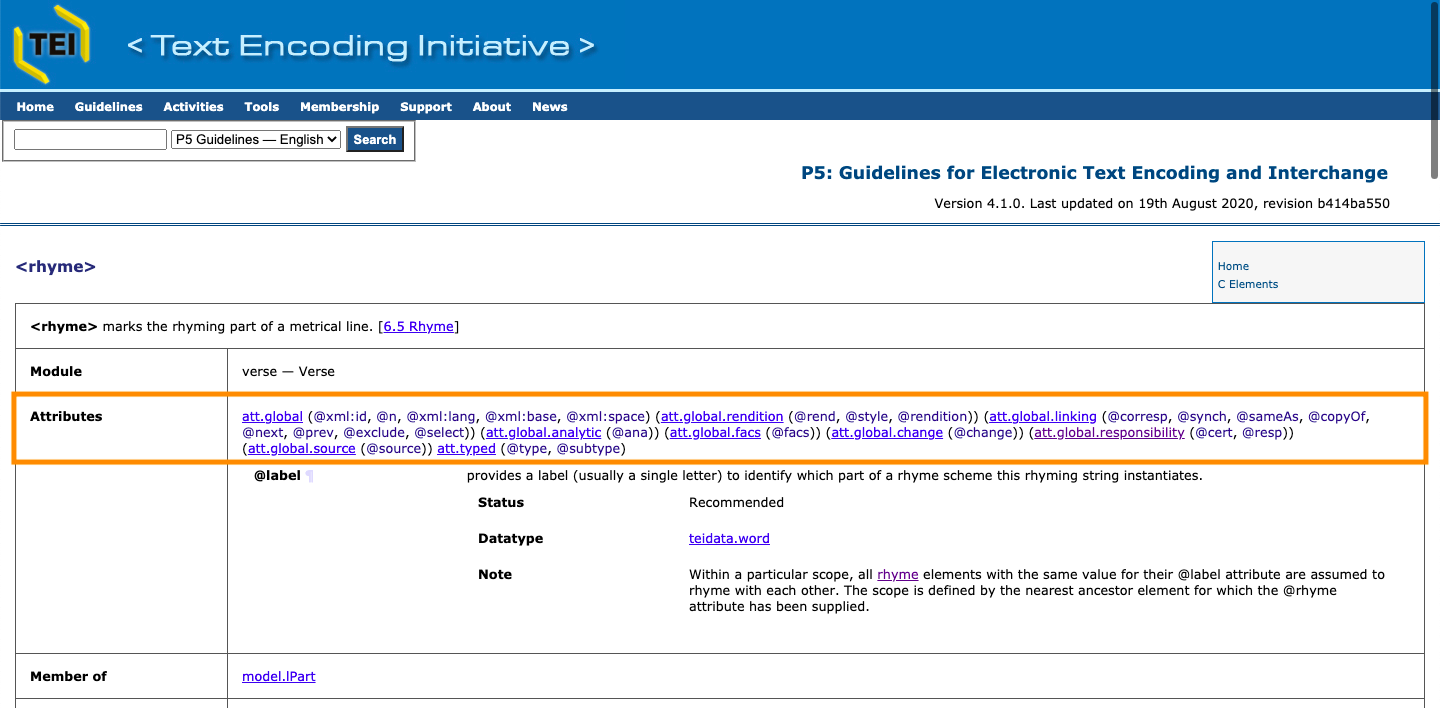 TEI
< Text Encoding Initiative >
Home Guidelines Activities Tools Membership Support About News
P5 Guidelines — English Search
P5: Guidelines for Electronic Text Encoding and Interchange
Version 4.1.0. Last updated on 19th August 2020, revision b414ba550
<rhyme>
Home
C Elements
<rhyme> marks the rhyming part of a metrical line. [6.5 Rhyme]
Module verse — Verse
Attributes att.global (@xml:id, @n, @xml:lang, @xml:base, @xml:space) (att.global.rendition (@rend, @style, @rendition)) (att.global.linking (@corresp, @synch, @sameAs, @copyOf,
@next, @prev, @exclude, @select)) (att.global.analytic (@ana)) (att.global.facs (@facs)) (att.global.change (@change)) (att.global.responsibility (@cert, @resp))
(att.global.source (@source)) att.typed (@type, @subtype)
@label ¶ provides a label (usually a single letter) to identify which part of a rhyme scheme this rhyming string instantiates.
Status Recommended
Datatype teidata.word
Note Within a particular scope, all rhyme elements with the same value for their @label attribute are assumed to
rhyme with each other. The scope is defined by the nearest ancestor element for which the @rhyme
attribute has been supplied.
Member of model.lPart